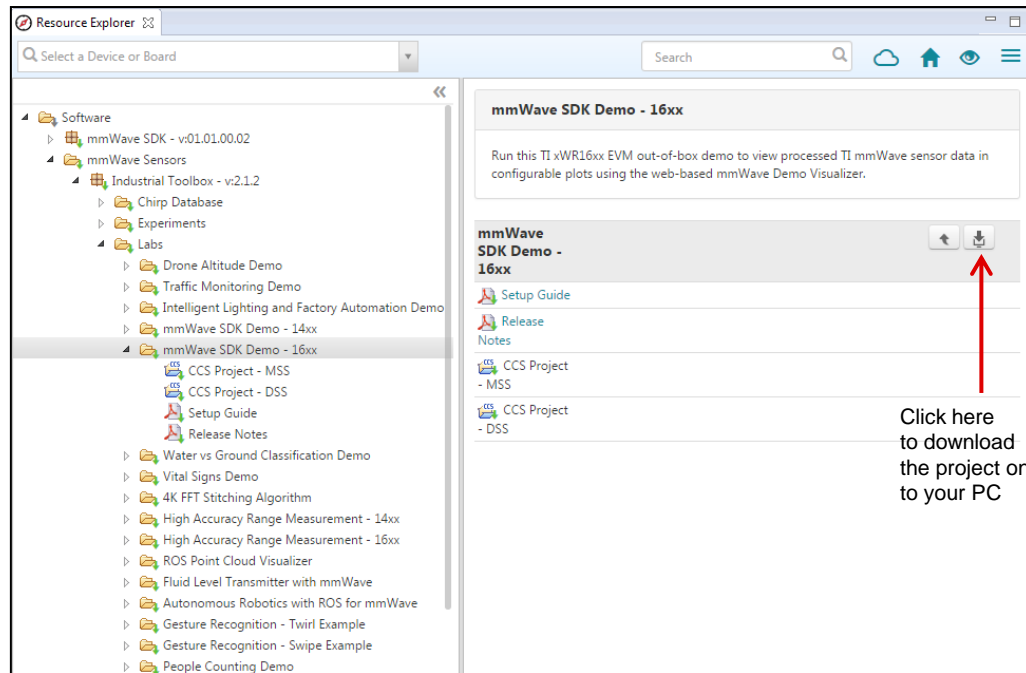 Resource Explorer
Select a Device or Board
Search
Software
mmWave SDK - v:01.01.00.02
mmWave Sensors
Industrial Toolbox - v:2.1.2
Chirp Database
Experiments
Labs
Drone Altitude Demo
Traffic Monitoring Demo
Intelligent Lighting and Factory Automation Demo
mmWave SDK Demo - 14xx
mmWave SDK Demo - 16xx
CCS Project - MSS
CCS Project - DSS
Setup Guide
Release Notes
Water vs Ground Classification Demo
Vital Signs Demo
4K FFT Stitching Algorithm
High Accuracy Range Measurement - 14xx
High Accuracy Range Measurement - 16xx
ROS Point Cloud Visualizer
Fluid Level Transmitter with mmWave
Autonomous Robotics with ROS for mmWave
Gesture Recognition - Twirl Example
Gesture Recognition - Swipe Example
People Counting Demo
mmWave SDK Demo - 16xx
Run this TI xWR16xx EVM out-of-box demo to view processed TI mmWave sensor data in
configurable plots using the web-based mmWave Demo Visualizer.
mmWave
SDK Demo -
16xx
Setup Guide
Release
Notes
CCS Project
- MSS
CCS Project
- DSS
Click here
to download
the project on
to your PC